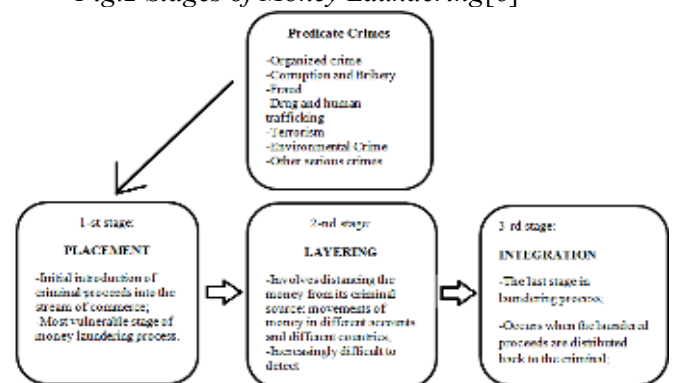 Fig.2 Stages of Money Laundering[6]
Predicate Crimes
-Organized crime
-Corruption and Bribery
-Fraud
Drug and human
trafficking
-Terrorism
-Environmental Crime
-Other serious crimes
1-st stage:
PLACEMENT
-Initial introduction of
criminal proceeds into the
stream of commerce;
Most vulnerable stage of
money laundering process.
2-nd stage:
LAYERING
-Involves distancing the
money from its criminal
source: movements of
money in different accounts
and different countries;
-Increasingly difficult to
detect
3 rd stage:
INTEGRATION
-The last stage in
laundering process;
-Occurs when the laundered
proceeds are distributed
back to the criminal;